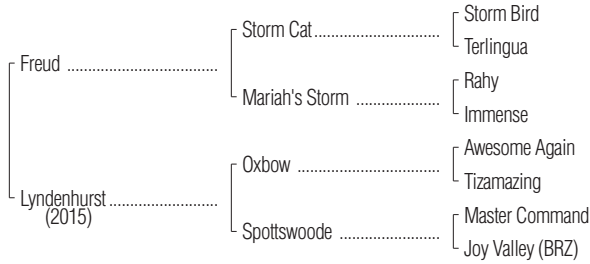 Storm Bird
Storm Cat
Terlingua
Freud
Rahy
Mariah's Storm
Immense
Awesome Again
Oxbow
Tizamazing
Lyndenhurst
(2015)
Master Command
Spottswoode
Joy Valley (BRZ)